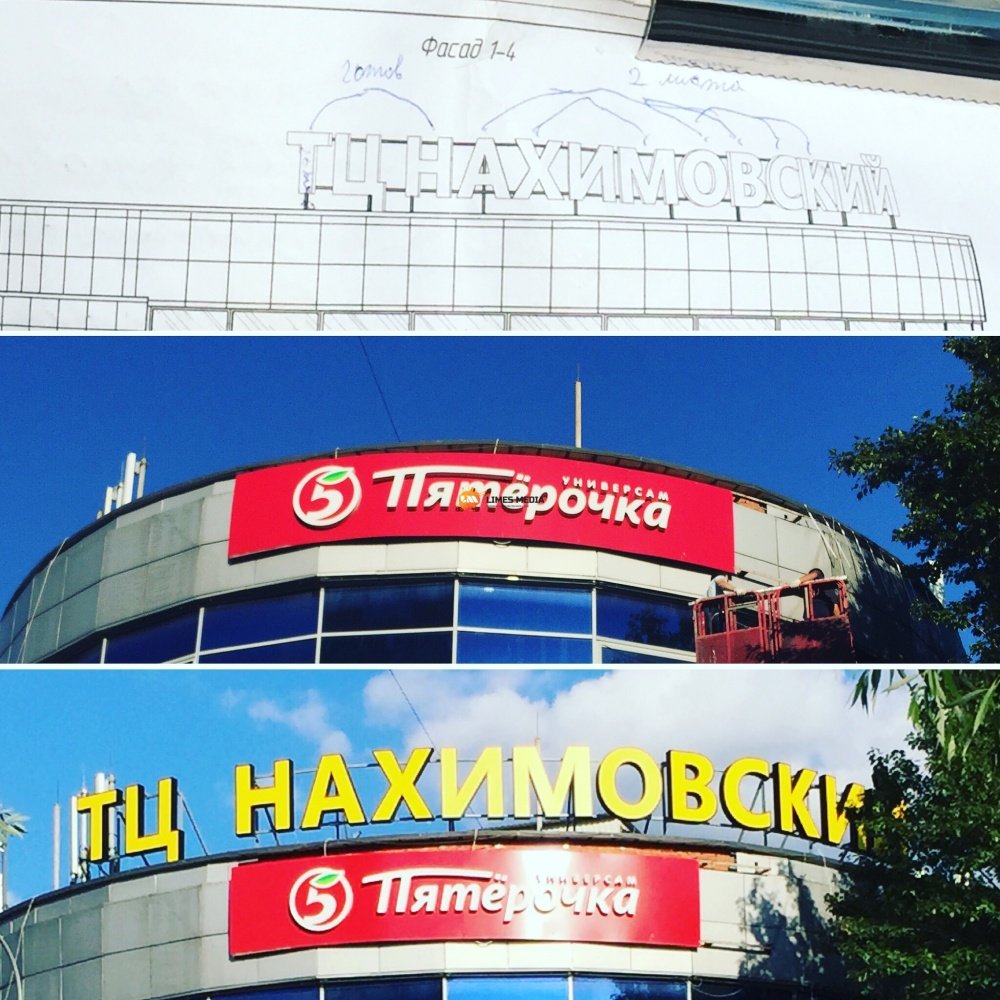 Фасад 1-4
готов
2 листа
ТЦ НАХИМОВСКИЙ
5 Пятёрочка
УНИВЕРСАМ
LIMES MEDIA
ТЦ НАХИМОВСКИ
5 Пятёрочка
УНИВЕРСАМ